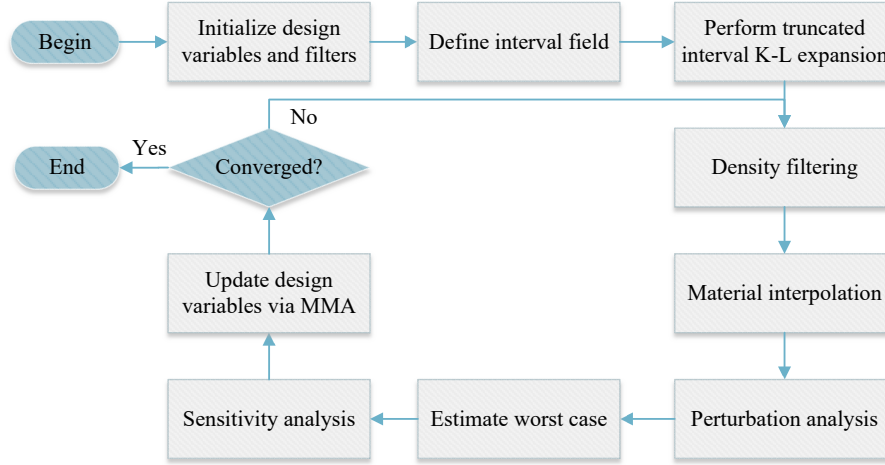 Begin
Initialize design
variables and filters
Define interval field
Perform truncated
interval K-L expansion
No
Yes
End
Converged?
Density filtering
Update design
variables via MMA
Material interpolation
Sensitivity analysis
Estimate worst case
Perturbation analysis